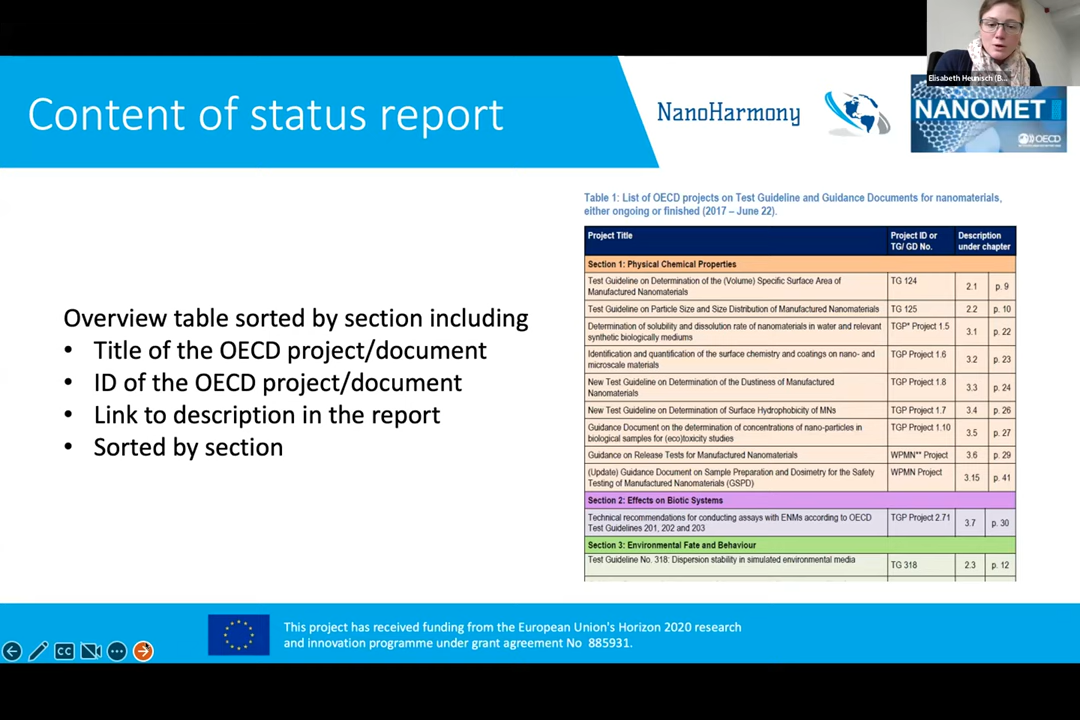 Elisabeth Heunisch (B...
Content of status report
NanoHarmony
NANOMET
OECD
Table 1: List of OECD projects on Test Guideline and Guidance Documents for nanomaterials,
either ongoing or finished (2017 – June 22).
Overview table sorted by section including
• Title of the OECD project/document
• ID of the OECD project/document
• Link to description in the report
• Sorted by section
Project Title
Project ID or
TG/ GD No.
Description
under chapter
Section 1: Physical Chemical Properties
Test Guideline on Determination of the (Volume) Specific Surface Area of
Manufactured Nanomaterials
TG 124
2.1 p. 9
Test Guideline on Particle Size and Size Distribution of Manufactured Nanomaterials
TG 125
2.2 p. 10
Determination of solubility and dissolution rate of nanomaterials in water and relevant
synthetic biologically mediums
TGP* Project 1.5
3.1 p. 22
Identification and quantification of the surface chemistry and coatings on nano- and
microscale materials
TGP Project 1.6
3.2 p. 23
New Test Guideline on Determination of the Dustiness of Manufactured
Nanomaterials
TGP Project 1.8
3.3 p. 24
New Test Guideline on Determination of Surface Hydrophobicity of MNs
TGP Project 1.7
3.4 p. 26
Guidance Document on the determination of concentrations of nano-particles in
biological samples for (eco)toxicity studies
TGP Project 1.10
3.5 p. 27
Guidance on Release Tests for Manufactured Nanomaterials
WPMN** Project
3.6 p. 29
(Update) Guidance Document on Sample Preparation and Dosimetry for the Safety
Testing of Manufactured Nanomaterials (GSPD)
WPMN Project
3.15 p. 41
Section 2: Effects on Biotic Systems
Technical recommendations for conducting assays with ENMs according to OECD
Test Guidelines 201, 202 and 203
TGP Project 2.71
3.7 p. 30
Section 3: Environmental Fate and Behaviour
Test Guideline No. 318: Dispersion stability in simulated environmental media
TG 318
2.3 p. 12
This project has received funding from the European Union's Horizon 2020 research
and innovation programme under grant agreement No 885931.
CC